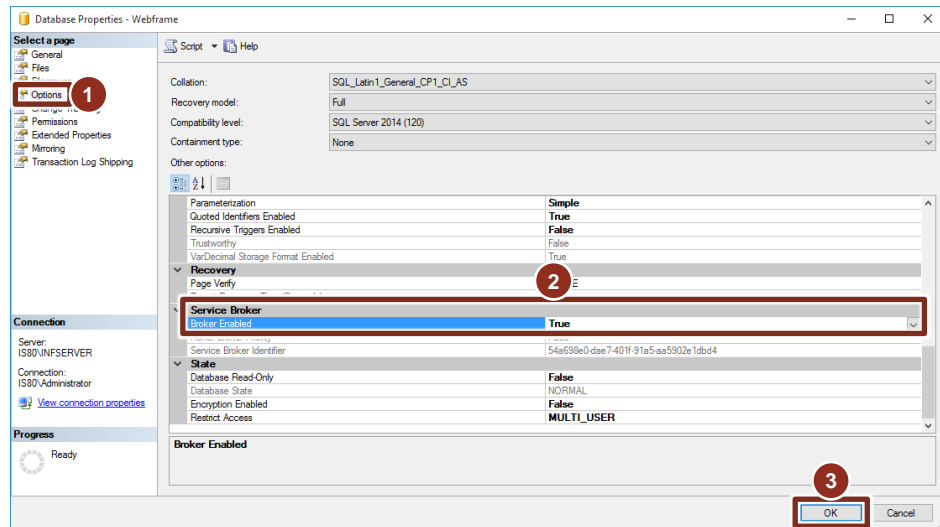 Database Properties - Webframe
Select a page
General
Files
Options
1
Permissions
Extended Properties
Mirroring
Transaction Log Shipping
Script Help
Collation: SQL_Latin1_General_CP1_CI_AS
Recovery model: Full
Compatibility level: SQL Server 2014 (120)
Containment type: None
Other options:
Parameterization Simple
Quoted Identifiers Enabled True
Recursive Triggers Enabled False
Trustworthy False
VarDecimal Storage Format Enabled True
Recovery
Page Verify
2
Service Broker
Broker Enabled True
Service Broker Identifier 54a698e0-dae7-401f-91a5-aa5902e1dbd4
State
Database Read-Only False
Database State NORMAL
Encryption Enabled False
Restrict Access MULTI_USER
Broker Enabled
Connection
Server:
IS80\INFSERVER
Connection:
IS80\Administrator
View connection properties
Progress
Ready
3
OK Cancel